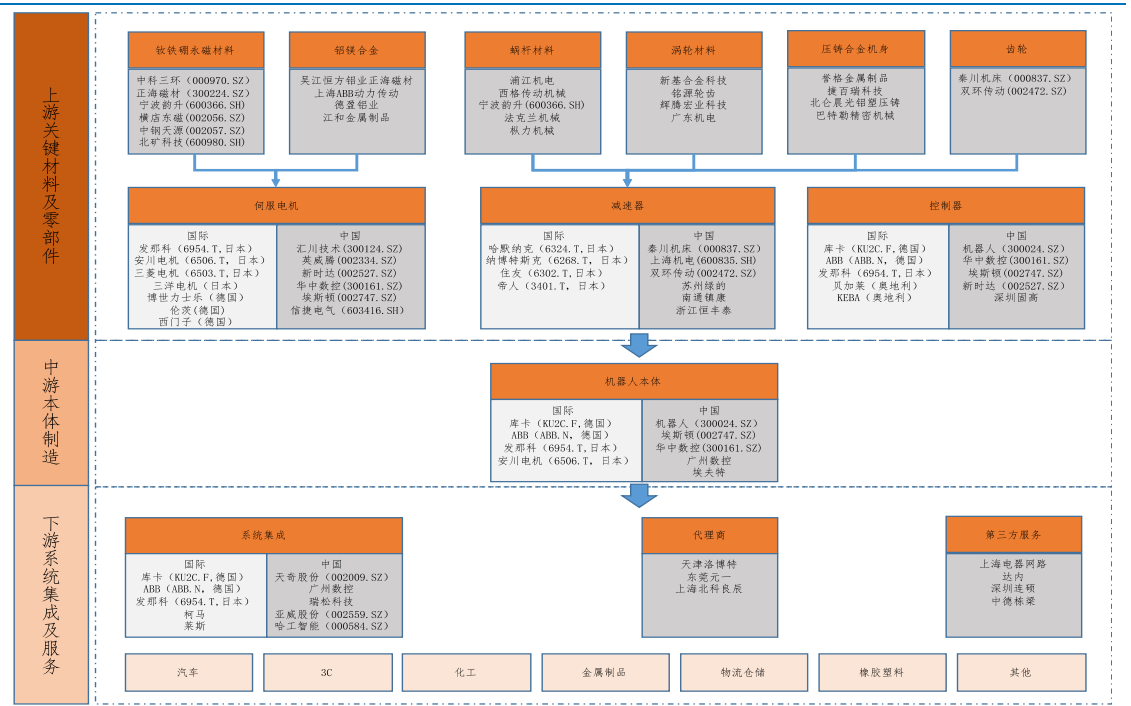 上游关键材料及零部件
钕铁硼永磁材料
中科三环（000970.SZ）
正海磁材（300224.SZ）
宁波韵升(600366.SH)
横店东磁(002056.SZ)
中钢天源(002057.SZ)
北矿科技(600980.SH)
铝镁合金
吴江恒方铝业正海磁材
上海ABB动力传动
德盈铝业
江和金属制品
蜗杆材料
浦江机电
西格传动机械
宁波韵升(600366.SH)
法克兰机械
枞力机械
涡轮材料
新基合金科技
铭源轮齿
辉腾宏业科技
广东机电
压铸合金机身
誉格金属制品
捷百瑞科技
北仑晨光铝塑压铸
巴特勒精密机械
齿轮
秦川机床（000837.SZ）
双环传动(002472.SZ)
伺服电机
国际
发那科（6954.T,日本）
安川电机（6506.T，日本）
三菱电机（6503.T，日本）
三洋电机（日本）
博世力士乐（德国）
伦茨(德国）
西门子（德国）
中国
汇川技术(300124.SZ)
英威腾(002334.SZ)
新时达(002527.SZ)
华中数控(300161.SZ)
埃斯顿(002747.SZ)
信捷电气（603416.SH）
减速器
国际
哈默纳克（6324.T,日本）
纳博特斯克（6268.T，日本）
住友（6302.T，日本）
帝人（3401.T，日本）
中国
秦川机床（000837.SZ）
上海机电(600835.SH)
双环传动(002472.SZ)
苏州绿的
南通镇康
浙江恒丰泰
控制器
国际
库卡（KU2C.F,德国）
ABB（ABB.N，德国）
发那科（6954.T,日本）
贝加莱（奥地利）
KEBA（奥地利）
中国
机器人（300024.SZ）
华中数控(300161.SZ)
埃斯顿(002747.SZ)
新时达(002527.SZ)
深圳固高
中游本体制造
机器人本体
国际
库卡（KU2C.F,德国）
ABB（ABB.N，德国）
发那科（6954.T,日本）
安川电机（6506.T，日本）
中国
机器人（300024.SZ）
埃斯顿(002747.SZ)
华中数控(300161.SZ)
广州数控
埃夫特
下游系统集成及服务
系统集成
国际
库卡（KU2C.F,德国）
ABB（ABB.N，德国）
发那科（6954.T,日本）
柯马
莱斯
中国
天奇股份（002009.SZ）
广州数控
瑞松科技
亚威股份（002559.SZ）
哈工智能（000584.SZ）
代理商
天津洛博特
东莞元一
上海北科良辰
第三方服务
上海电器网路
达内
深圳连硕
中德栋梁
汽车
3C
化工
金属制品
物流仓储
橡胶塑料
其他